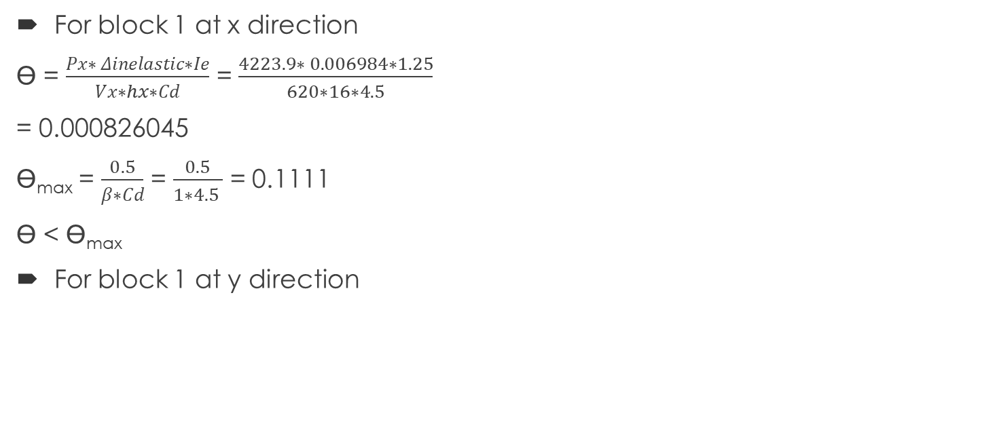 For block 1 at x direction
ϴ = Px∗ Δinelastic∗Ie / Vx∗hx∗Cd = 4223.9∗ 0.006984∗1.25 / 620∗16∗4.5
= 0.000826045
ϴmax = 0.5 / β∗Cd = 0.5 / 1∗4.5 = 0.1111
ϴ < ϴmax
For block 1 at y direction